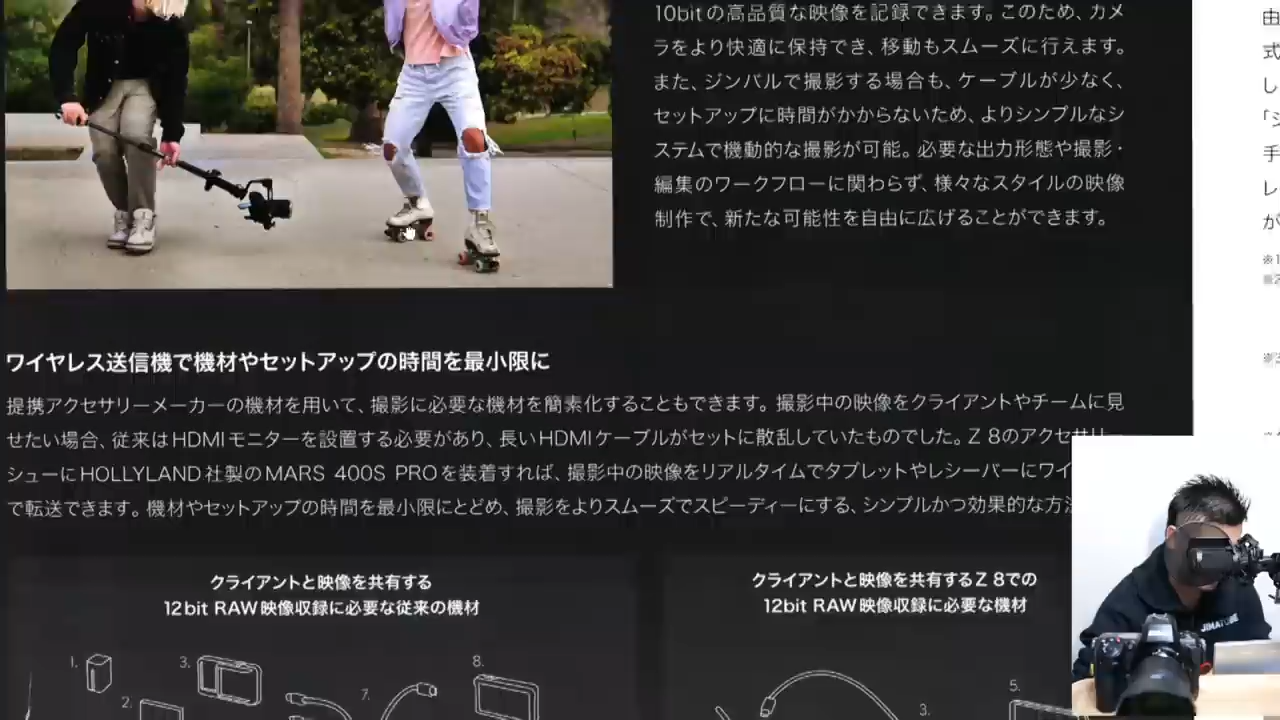 10bitの高品質な映像を記録できます。このため、カメ
ラをより快適に保持でき、移動もスムーズに行えます。
また、ジンバルで撮影する場合も、ケーブルが少なく、
セットアップに時間がかからないため、よりシンプルなシ
ステムで機動的な撮影が可能。必要な出力形態や撮影・
編集のワークフローに関わらず、様々なスタイルの映像
制作で、新たな可能性を自由に広げることができます。
ワイヤレス送信機で機材やセットアップの時間を最小限に
提携アクセサリーメーカーの機材を用いて、撮影に必要な機材を簡素化することもできます。撮影中の映像をクライアントやチームに見
せたい場合、従来はHDMIモニターを設置する必要があり、長いHDMIケーブルがセットに散乱していたものでした。Z 8のアクセサリー
シューにHOLLYLAND社製のMARS 400S PROを装着すれば、撮影中の映像をリアルタイムでタブレットやレシーバーにワイ
で転送できます。機材やセットアップの時間を最小限にとどめ、撮影をよりスムーズでスピーディーにする、シンプルかつ効果的な方法
クライアントと映像を共有する
12bit RAW映像収録に必要な従来の機材
1.
2.
3.
7.
8.
クライアントと映像を共有するZ 8での
12bit RAW映像収録に必要な機材
3.
5.
由
式
し
手
レ
が
JINATUBE